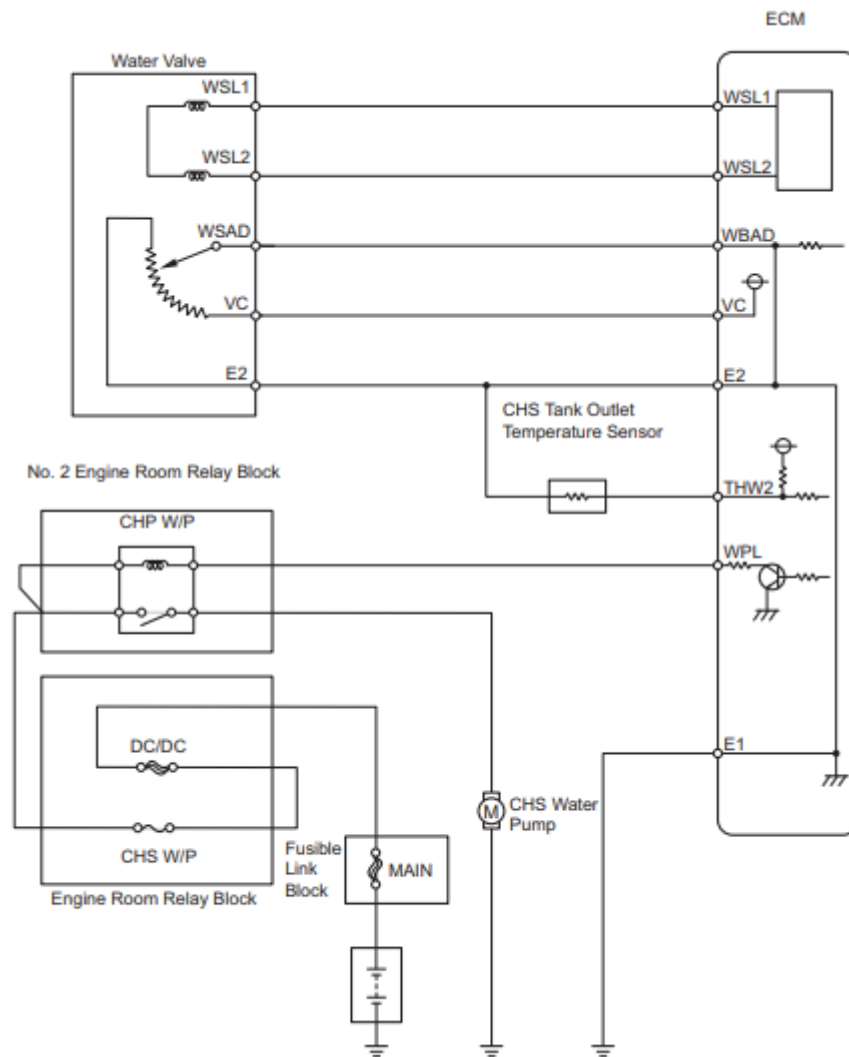 ECM
Water Valve
WSL1
WSL1
WSL2
WSL2
WSAD
WBAD
VC
VC
E2
E2
CHS Tank Outlet
Temperature Sensor
No. 2 Engine Room Relay Block
THW2
CHP W/P
WPL
E1
DC/DC
M
CHS Water
Pump
CHS W/P
Fusible
Link
Block
MAIN
Engine Room Relay Block